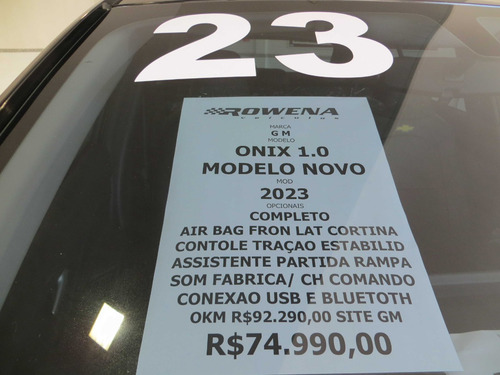 23
ROWENA
veículos
MARCA
G M
MODELO
ONIX 1.0
MODELO NOVO
MOD
2023
OPCIONAIS
COMPLETO
AIR BAG FRON LAT CORTINA
CONTOLE TRAÇAO ESTABILID
ASSISTENTE PARTIDA RAMPA
SOM FABRICA/ CH COMANDO
CONEXAO USB E BLUETOTH
OKM R$92.290,00 SITE GM
R$74.990,00